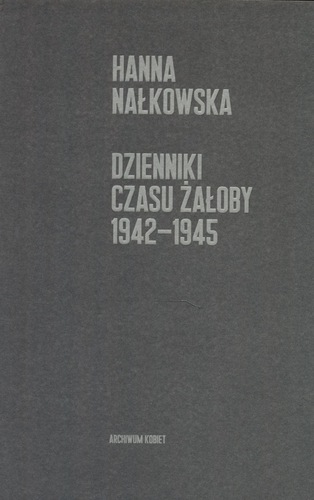 HANNA
NAŁKOWSKA
DZIENNIKI
CZASU ŻAŁOBY
1942–1945
ARCHIWUM KOBIET